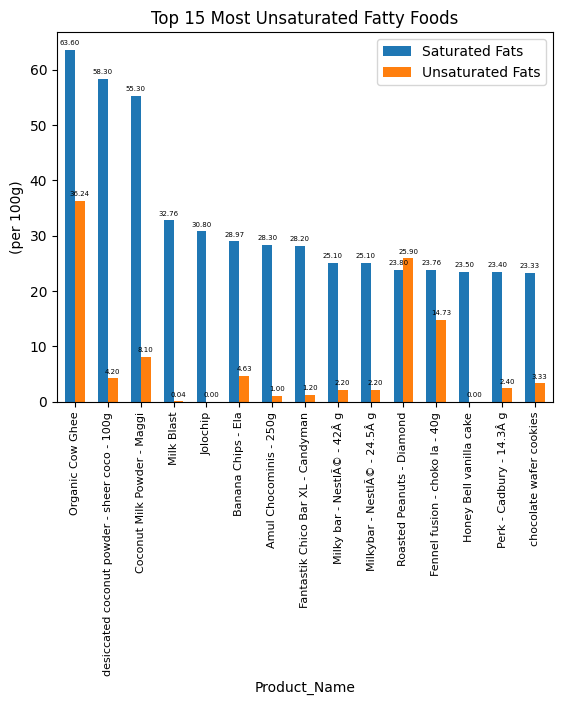 Top 15 Most Unsaturated Fatty Foods
Saturated Fats
Unsaturated Fats
(per 100g)
60
50
40
30
20
10
0
63.60
36.24
58.30
4.20
55.30
8.10
32.76
0.04
30.80
0.00
28.97
4.63
28.30
1.00
28.20
1.20
25.10
2.20
25.10
2.20
23.80
25.90
23.76
14.73
23.50
0.00
23.40
2.40
23.33
3.33
Organic Cow Ghee
desiccated coconut powder - sheer coco - 100g
Coconut Milk Powder - Maggi
Milk Blast
Jolochip
Banana Chips - Ela
Amul Chocominis - 250g
Fantastik Chico Bar XL - Candyman
Milky bar - NestlÃ© - 42Â g
Milkybar - NestlÃ© - 24.5Â g
Roasted Peanuts - Diamond
Fennel fusion - choko la - 40g
Honey Bell vanilla cake
Perk - Cadbury - 14.3Â g
chocolate wafer cookies
Product_Name